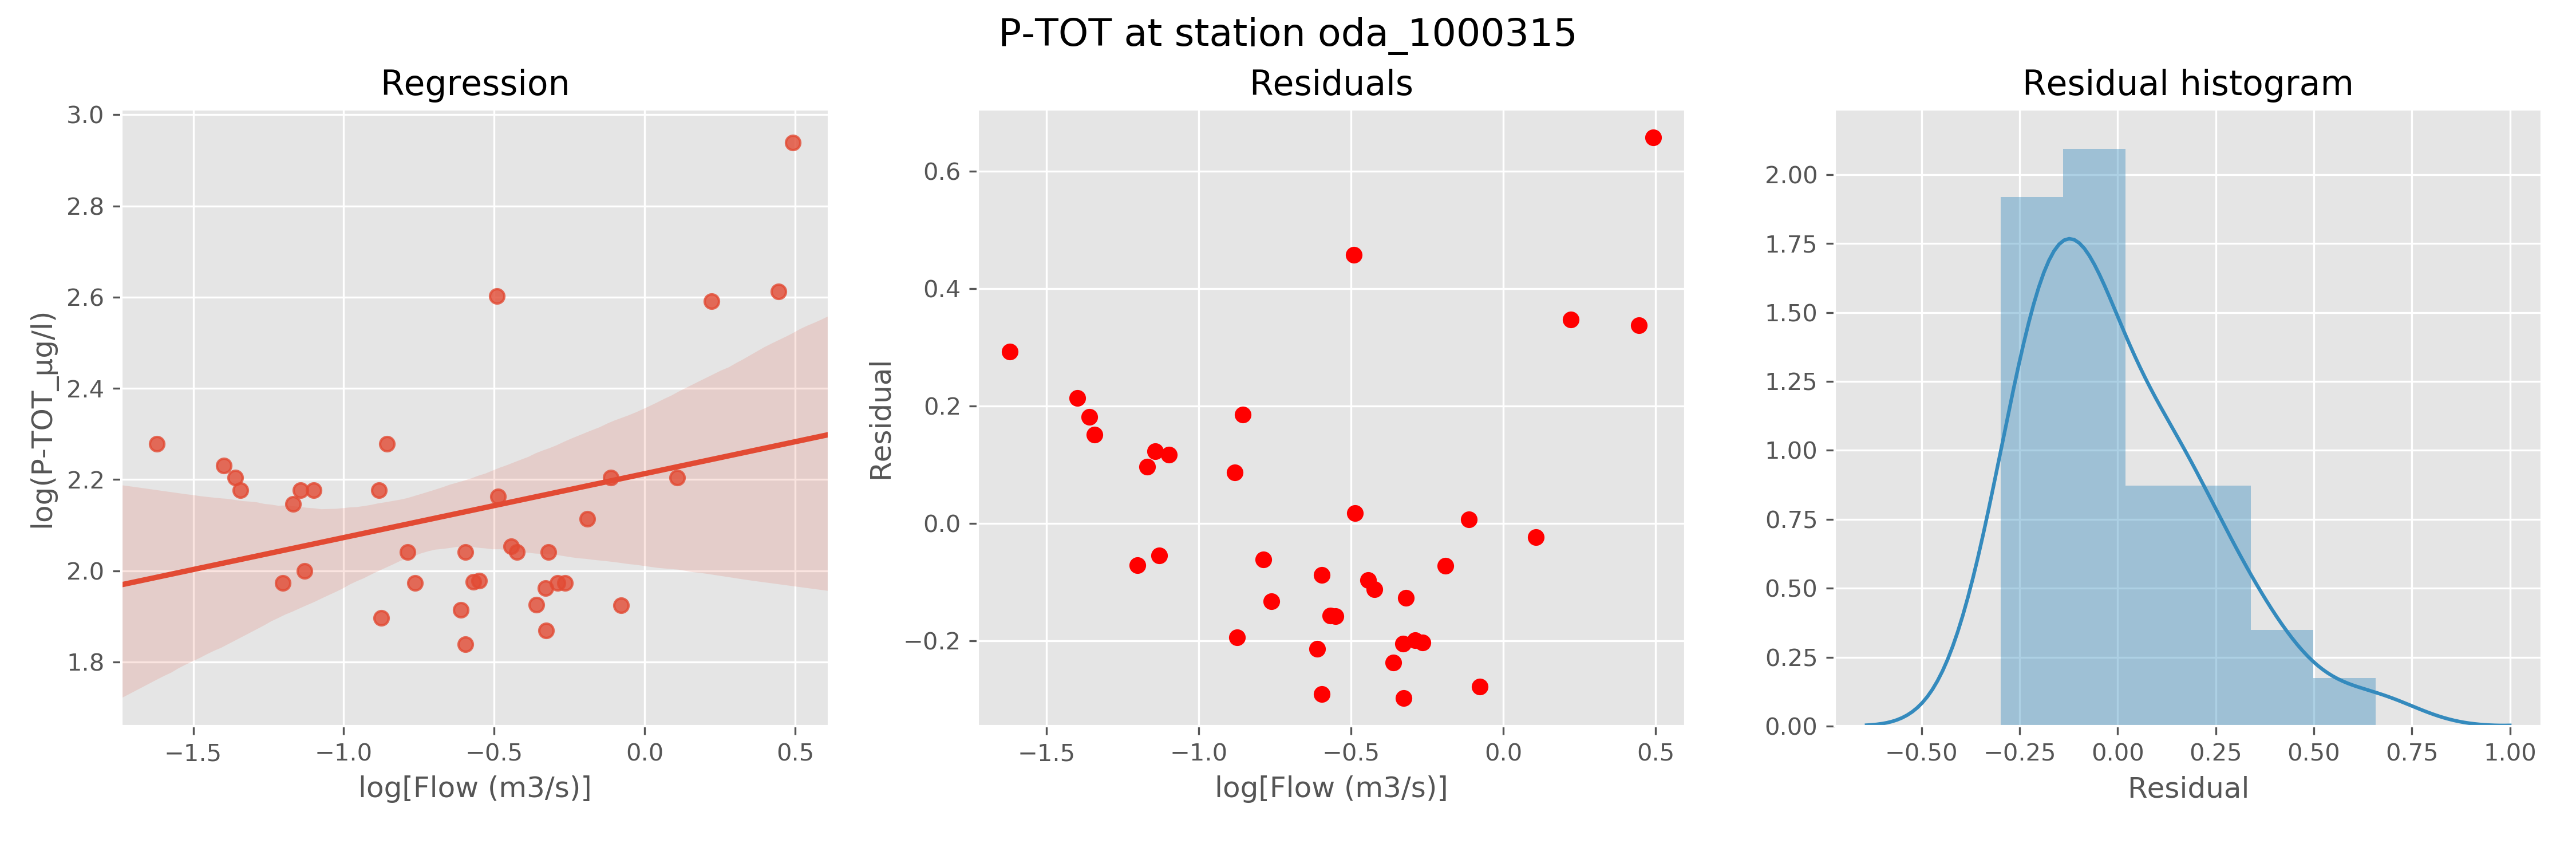 P-TOT at station oda_1000315
Regression
3.0
2.8
2.6
2.4
2.2
2.0
1.8
log(P-TOT_µg/l)
−1.5 −1.0 −0.5 0.0 0.5
log[Flow (m3/s)]
Residuals
0.6
0.4
0.2
0.0
−0.2
Residual
−1.5 −1.0 −0.5 0.0 0.5
log[Flow (m3/s)]
Residual histogram
2.00
1.75
1.50
1.25
1.00
0.75
0.50
0.25
0.00
−0.50 −0.25 0.00 0.25 0.50 0.75 1.00
Residual